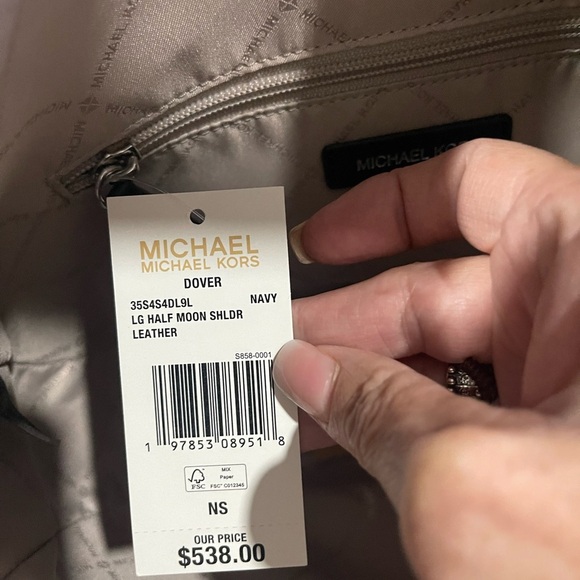 MICHAEL KORS
MICHAEL
MICHAEL KORS
DOVER
35S4S4DL9L NAVY
LG HALF MOON SHLDR
LEATHER
S858-0001
1 97853 08951 8
FSC
MIX
Paper
FSC® C012345
NS
OUR PRICE
$538.00